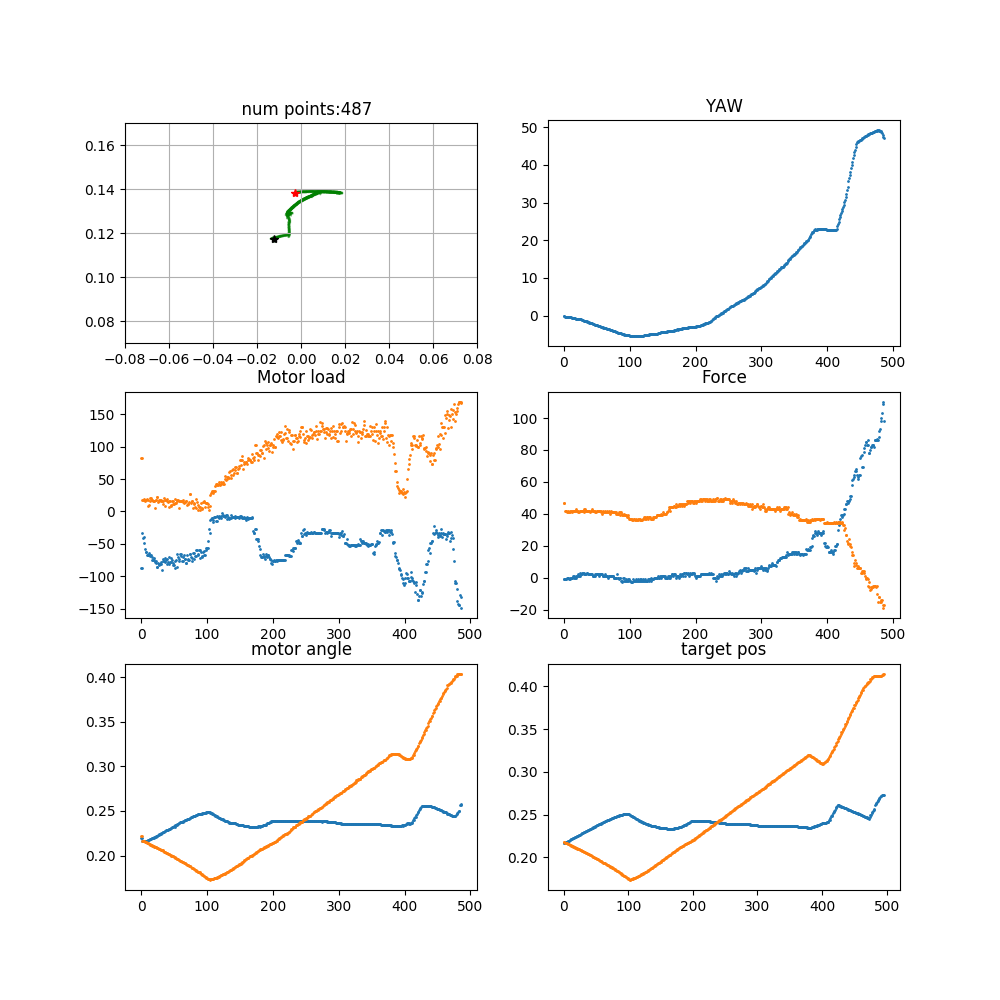 num points:487
0.16
0.14
0.12
0.10
0.08
−0.08 −0.06 −0.04 −0.02 0.00 0.02 0.04 0.06 0.08
YAW
50
40
30
20
10
0
0 100 200 300 400 500
Motor load
150
100
50
0
−50
−100
−150
0 100 200 300 400 500
Force
100
80
60
40
20
0
−20
0 100 200 300 400 500
motor angle
0.40
0.35
0.30
0.25
0.20
0 100 200 300 400 500
target pos
0.40
0.35
0.30
0.25
0.20
0 100 200 300 400 500